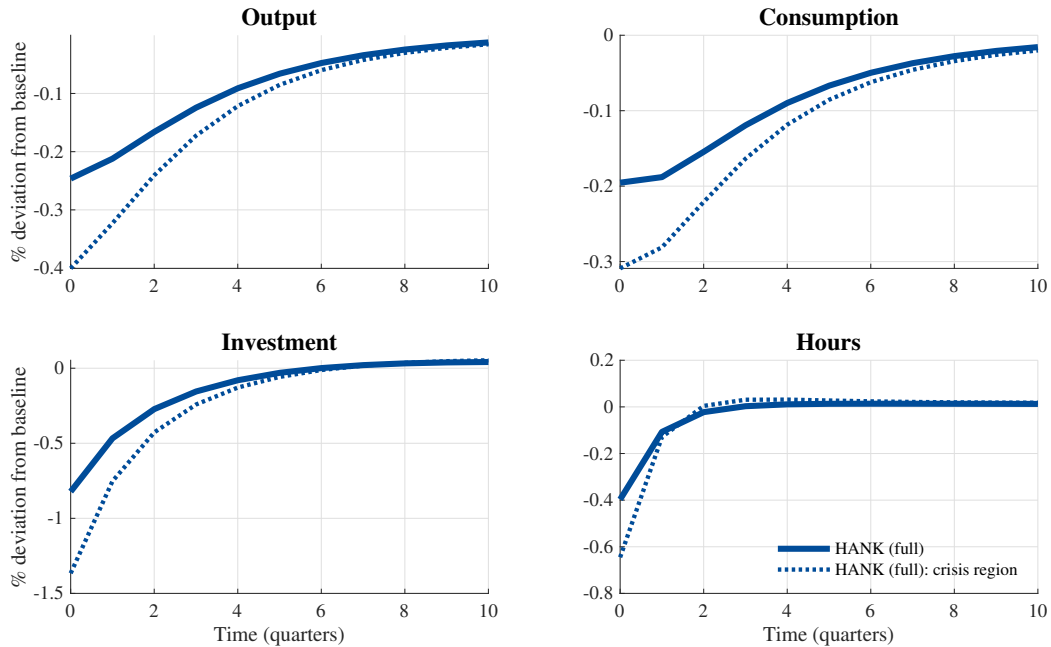 Output
% deviation from baseline
-0.1
-0.2
-0.3
-0.4
0 2 4 6 8 10
Consumption
0
-0.1
-0.2
-0.3
0 2 4 6 8 10
Investment
% deviation from baseline
0
-0.5
-1
-1.5
0 2 4 6 8 10
Time (quarters)
Hours
0.2
0
-0.2
-0.4
-0.6
-0.8
HANK (full)
HANK (full): crisis region
0 2 4 6 8 10
Time (quarters)